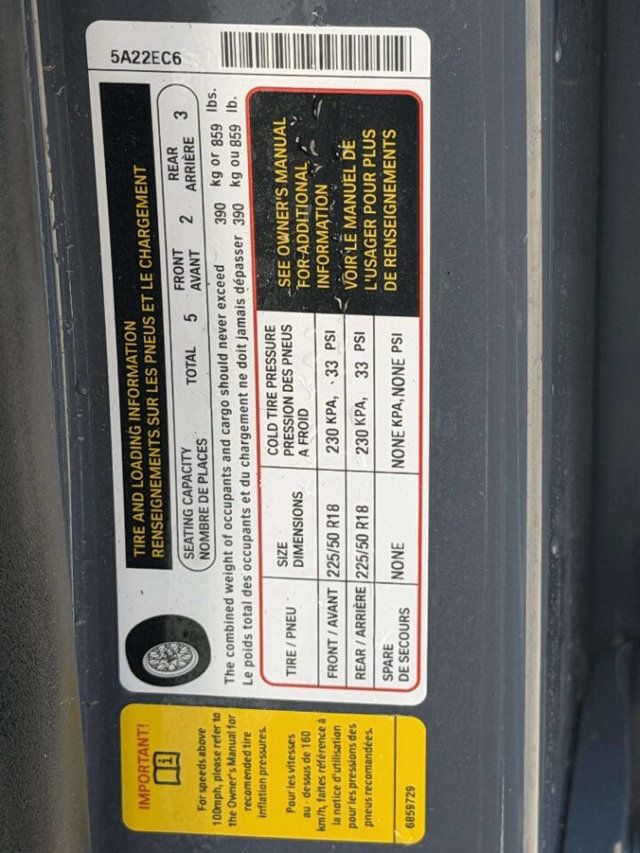 IMPORTANT!
For speeds above
100mph, please refer to
the Owner's Manual for
recomended tire
inflation pressures.
Pour les vitesses
au - dessus de 160
km/h, faites référence à
la notice d'utilisation
pour les pressions des
pneus recomandées.
6859729
TIRE AND LOADING INFORMATION
RENSEIGNEMENTS SUR LES PNEUS ET LE CHARGEMENT
SEATING CAPACITY TOTAL 5 FRONT 2 REAR 3
NOMBRE DE PLACES AVANT ARRIÈRE
The combined weight of occupants and cargo should never exceed 390 kg or 859 lbs.
Le poids total des occupants et du chargement ne doit jamais dépasser 390 kg ou 859 lb.
TIRE / PNEU SIZE DIMENSIONS COLD TIRE PRESSURE PRESSION DES PNEUS A FROID
FRONT / AVANT 225/50 R18 230 KPA, 33 PSI
REAR / ARRIÈRE 225/50 R18 230 KPA, 33 PSI
SPARE DE SECOURS NONE NONE KPA, NONE PSI
SEE OWNER'S MANUAL
FOR ADDITIONAL
INFORMATION
VOIR LE MANUEL DE
L'USAGER POUR PLUS
DE RENSEIGNEMENTS
5A22EC6